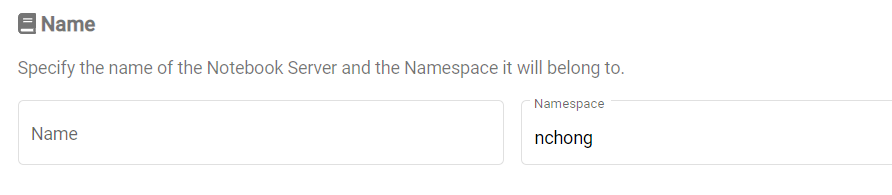 Name
Specify the name of the Notebook Server and the Namespace it will belong to.
Namespace
Name
nchong